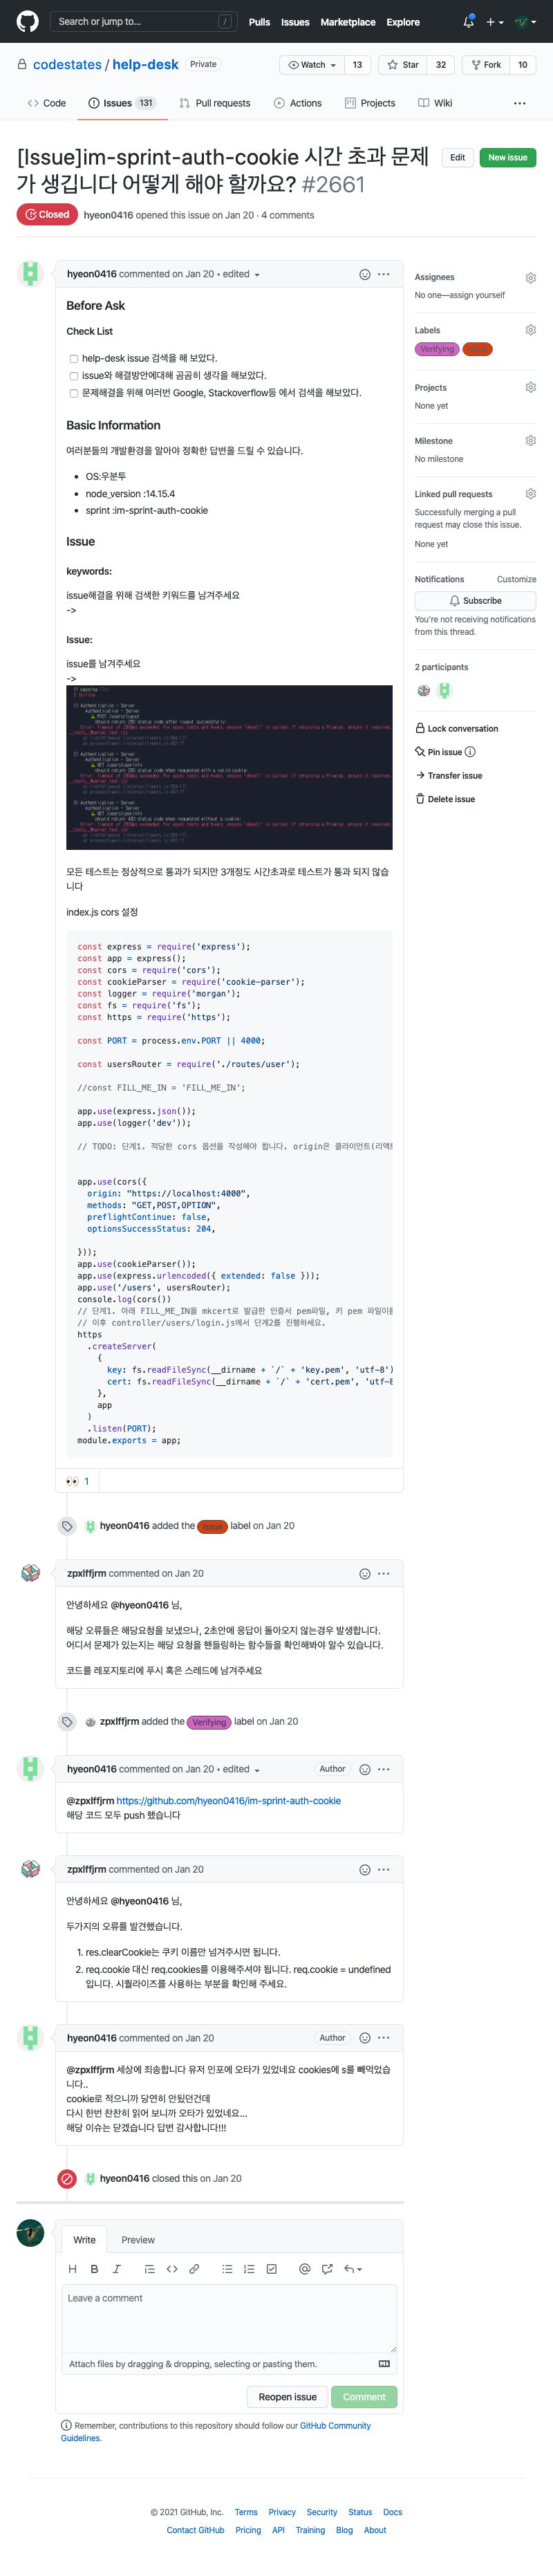 Search or jump to...
/
Pulls Issues Marketplace Explore
codestates / help-desk Private
Watch 13 Star 32 Fork 10
Code Issues 131 Pull requests Actions Projects Wiki
[Issue]im-sprint-auth-cookie 시간 초과 문제
가 생깁니다 어떻게 해야 할까요? #2661
Edit New issue
Closed hyeon0416 opened this issue on Jan 20 · 4 comments
hyeon0416 commented on Jan 20 • edited
Before Ask
Check List
help-desk issue 검색을 해 보았다.
issue와 해결방안에대해 곰곰히 생각을 해보았다.
문제해결을 위해 여러번 Google, Stackoverflow등 에서 검색을 해보았다.
Basic Information
여러분들의 개발환경을 알아야 정확한 답변을 드릴 수 있습니다.
OS:우분투
node_version :14.15.4
sprint :im-sprint-auth-cookie
Issue
keywords:
issue해결을 위해 검색한 키워드를 남겨주세요
->
Issue:
issue를 남겨주세요
->
모든 테스트는 정상적으로 통과가 되지만 3개정도 시간초과로 테스트가 통과 되지 않습
니다
index.js cors 설정
const express = require('express');
const app = express();
const cors = require('cors');
const cookieParser = require('cookie-parser');
const logger = require('morgan');
const fs = require('fs');
const https = require('https');
const PORT = process.env.PORT || 4000;
const usersRouter = require('./routes/user');
//const FILL_ME_IN = 'FILL_ME_IN';
app.use(express.json());
app.use(logger('dev'));
// TODO: 단계1. 적당한 cors 옵션을 작성해야 합니다. origin은 클라이언트(리액트
app.use(cors({
origin: "https://localhost:4000",
methods: "GET,POST,OPTION",
preflightContinue: false,
optionsSuccessStatus: 204,
}));
app.use(cookieParser());
app.use(express.urlencoded({ extended: false }));
app.use('/users', usersRouter);
console.log(cors())
// 단계1. 아래 FILL_ME_IN을 mkcert로 발급한 인증서 pem파일, 키 pem 파일이름
// 이후 controller/users/login.js에서 단계2를 진행하세요.
https
.createServer(
{
key: fs.readFileSync(__dirname + `/` + 'key.pem', 'utf-8')
cert: fs.readFileSync(__dirname + `/` + 'cert.pem', 'utf-8
},
app
)
.listen(PORT);
module.exports = app;
👀 1
hyeon0416 added the Issue label on Jan 20
zpxlffjrm commented on Jan 20
안녕하세요 @hyeon0416 님,
해당 오류들은 해당요청을 보냈으나, 2초안에 응답이 돌아오지 않는경우 발생합니다.
어디서 문제가 있는지는 해당 요청을 핸들링하는 함수들을 확인해봐야 알수 있습니다.
코드를 레포지토리에 푸시 혹은 스레드에 남겨주세요
zpxlffjrm added the Verifying label on Jan 20
hyeon0416 commented on Jan 20 • edited Author
@zpxlffjrm https://github.com/hyeon0416/im-sprint-auth-cookie
해당 코드 모두 push 했습니다
zpxlffjrm commented on Jan 20
안녕하세요 @hyeon0416 님,
두가지의 오류를 발견했습니다.
1. res.clearCookie는 쿠키 이름만 넘겨주시면 됩니다.
2. req.cookie 대신 req.cookies를 이용해주셔야 됩니다. req.cookie = undefined
입니다. 시퀄라이즈를 사용하는 부분을 확인해 주세요.
hyeon0416 commented on Jan 20 Author
@zpxlffjrm 세상에 죄송합니다 유저 인포에 오타가 있었네요 cookies에 s를 빼먹었습
니다..
cookie로 적으니까 당연히 안됬던건데
다시 한번 찬찬히 읽어 보니까 오타가 있었네요...
해당 이슈는 닫겠습니다 답변 감사합니다!!!
hyeon0416 closed this on Jan 20
Write Preview
Leave a comment
Attach files by dragging & dropping, selecting or pasting them.
Reopen issue Comment
Remember, contributions to this repository should follow our GitHub Community
Guidelines.
Assignees
No one—assign yourself
Labels
Verifying Issue
Projects
None yet
Milestone
No milestone
Linked pull requests
Successfully merging a pull
request may close this issue.
None yet
Notifications Customize
Subscribe
You're not receiving notifications
from this thread.
2 participants
Lock conversation
Pin issue
Transfer issue
Delete issue
© 2021 GitHub, Inc. Terms Privacy Security Status Docs
Contact GitHub Pricing API Training Blog About